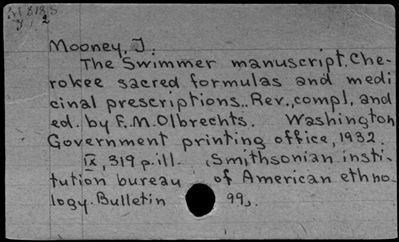 Mooney, J.
The Swimmer manuscript. Che-
rokee sacred formulas and medi
cinal prescriptions.. Rev., compl., and
ed. by F. M. Olbrechts. Washington
Government printing office, 1932.
IX, 319 p. ill. (Smithsonian insti-
tution bureau of American ethno-
logy. Bulletin 99).